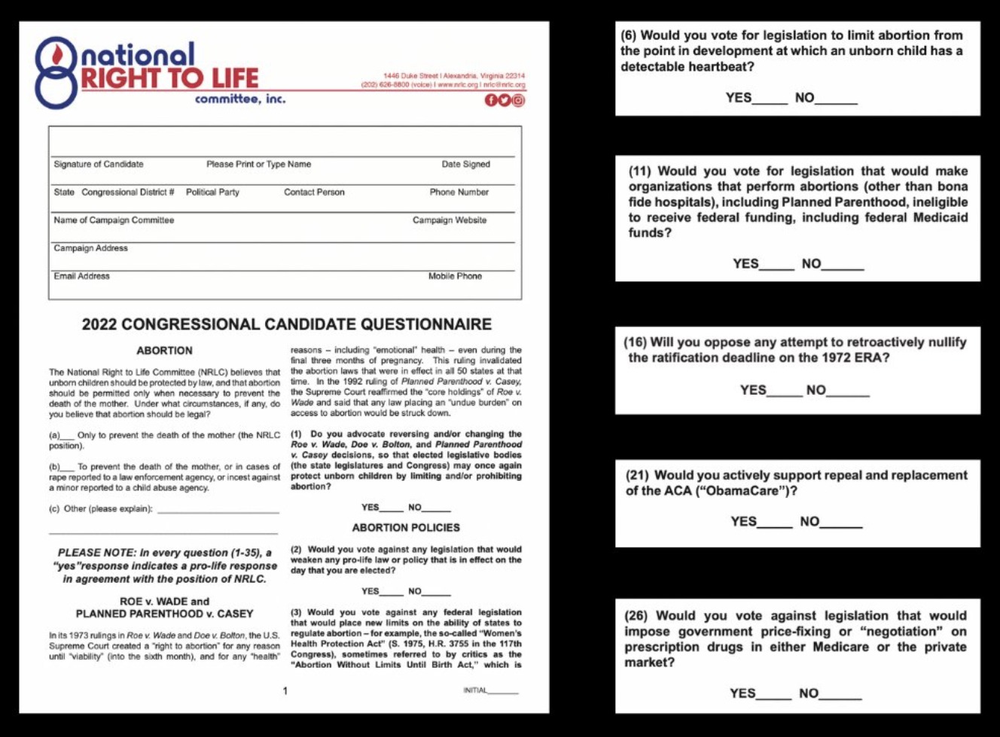 national
RIGHT TO LIFE
committee, inc.
1446 Duke Street | Alexandria, Virginia 22314
(202) 626-8800 (voice) | www.nrlc.org | nrlc@nrlc.org
Signature of Candidate Please Print or Type Name Date Signed
State Congressional District # Political Party Contact Person Phone Number
Name of Campaign Committee Campaign Website
Campaign Address
Email Address Mobile Phone
2022 CONGRESSIONAL CANDIDATE QUESTIONNAIRE
ABORTION
The National Right to Life Committee (NRLC) believes that
unborn children should be protected by law, and that abortion
should be permitted only when necessary to prevent the
death of the mother. Under what circumstances, if any, do
you believe that abortion should be legal?
(a)___ Only to prevent the death of the mother (the NRLC
position).
(b)___ To prevent the death of the mother, or in cases of
rape reported to a law enforcement agency, or incest against
a minor reported to a child abuse agency.
(c) Other (please explain): ____________________
PLEASE NOTE: In every question (1-35), a
"yes"response indicates a pro-life response
in agreement with the position of NRLC.
ROE v. WADE and
PLANNED PARENTHOOD v. CASEY
In its 1973 rulings in Roe v. Wade and Doe v. Bolton, the U.S.
Supreme Court created a "right to abortion" for any reason
until "viability" (into the sixth month), and for any "health"
reasons – including "emotional" health – even during the
final three months of pregnancy. This ruling invalidated
the abortion laws that were in effect in all 50 states at that
time. In the 1992 ruling of Planned Parenthood v. Casey,
the Supreme Court reaffirmed the "core holdings" of Roe v.
Wade and said that any law placing an "undue burden" on
access to abortion would be struck down.
(1) Do you advocate reversing and/or changing the
Roe v. Wade, Doe v. Bolton, and Planned Parenthood
v. Casey decisions, so that elected legislative bodies
(the state legislatures and Congress) may once again
protect unborn children by limiting and/or prohibiting
abortion?
YES_____ NO______
ABORTION POLICIES
(2) Would you vote against any legislation that would
weaken any pro-life law or policy that is in effect on the
day that you are elected?
YES_____ NO______
(3) Would you vote against any federal legislation
that would place new limits on the ability of states to
regulate abortion – for example, the so-called "Women's
Health Protection Act" (S. 1975, H.R. 3755 in the 117th
Congress), sometimes referred to by critics as the
"Abortion Without Limits Until Birth Act," which is
1
INITIAL_______
(6) Would you vote for legislation to limit abortion from
the point in development at which an unborn child has a
detectable heartbeat?
YES_____ NO______
(11) Would you vote for legislation that would make
organizations that perform abortions (other than bona
fide hospitals), including Planned Parenthood, ineligible
to receive federal funding, including federal Medicaid
funds?
YES_____ NO______
(16) Will you oppose any attempt to retroactively nullify
the ratification deadline on the 1972 ERA?
YES_____ NO______
(21) Would you actively support repeal and replacement
of the ACA ("ObamaCare")?
YES_____ NO______
(26) Would you vote against legislation that would
impose government price-fixing or "negotiation" on
prescription drugs in either Medicare or the private
market?
YES_____ NO______